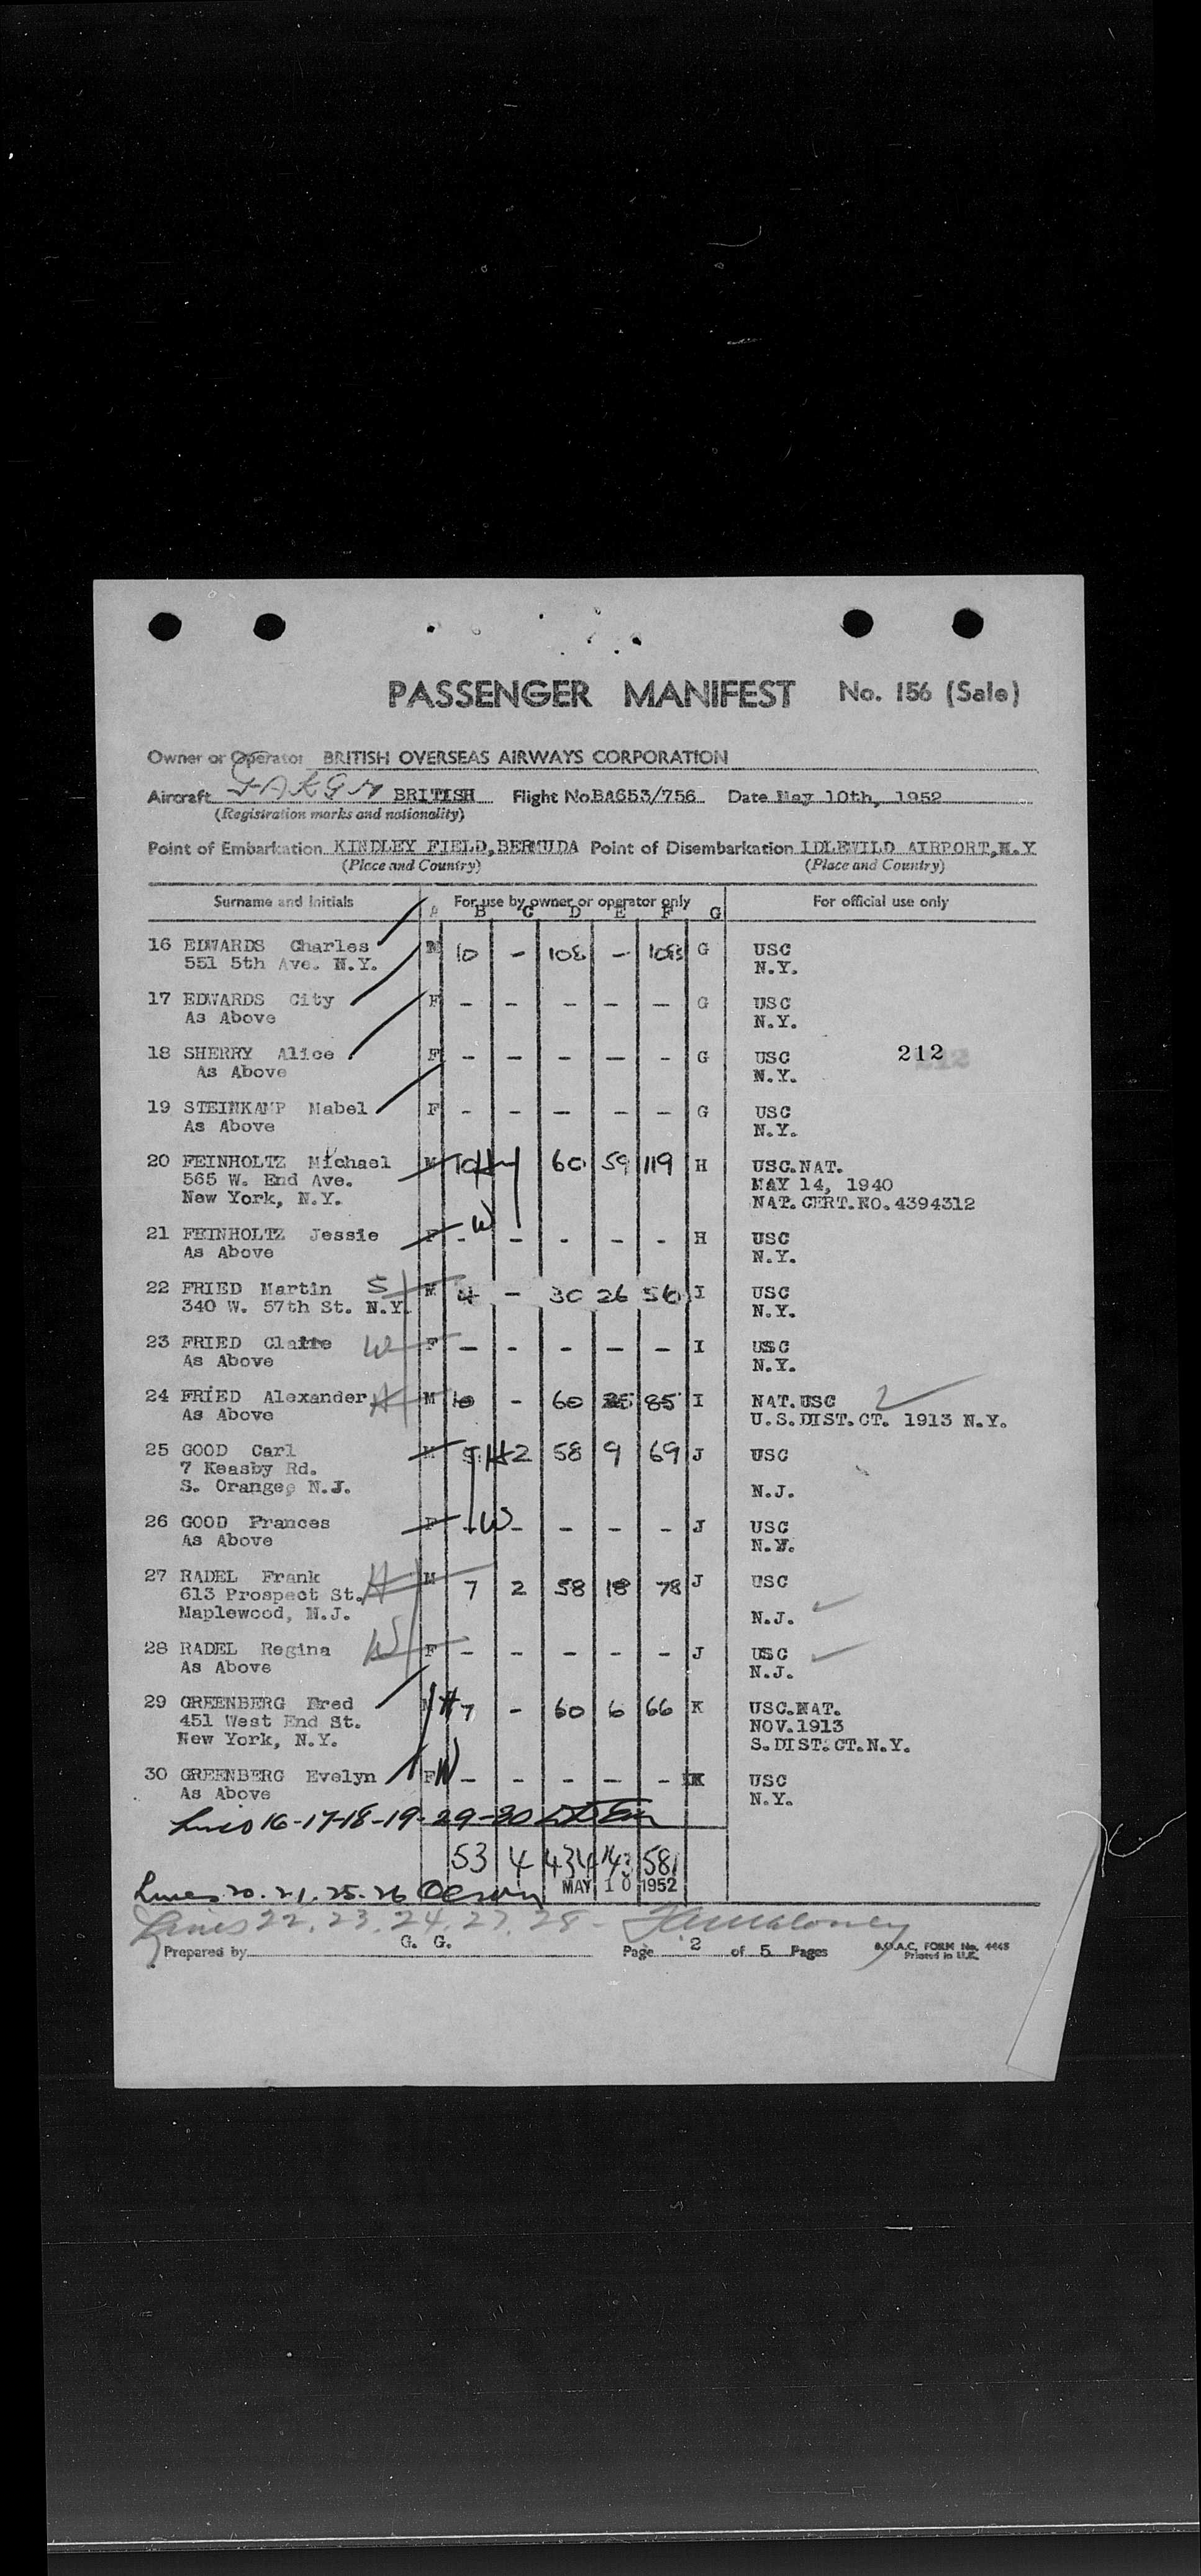 PASSENGER MANIFEST No. 156 (Sale)
Owner or Operator BRITISH OVERSEAS AIRWAYS CORPORATION
Aircraft BRITISH Flight No. BA653/756 Date May 10th, 1952
(Registration marks and nationality)
Point of Embarkation KINDLEY FIELD, BERMUDA Point of Disembarkation IDLEWILD AIRPORT, N.Y
(Place and Country) (Place and Country)
Surname and Initials For use by owner or operator only For official use only
A B C D E F G
16 EDWARDS Charles M 10 - 108 - 108 G USC
551 5th Ave. N.Y. N.Y.
17 EDWARDS City F - - - - - G USC
As Above N.Y.
18 SHERRY Alice F - - - - - G USC 212
As Above N.Y.
19 STEINKAMP Mabel F - - - - - G USC
As Above N.Y.
20 FEINHOLTZ Michael M 10 H - 60 59 119 H USC.NAT.
565 W. End Ave. MAY 14, 1940
New York, N.Y. NAT.CERT.NO.4394312
21 FEINHOLTZ Jessie F - W - - - - H USC
As Above N.Y.
22 FRIED Martin S M 4 - 30 26 56 I USC
340 W. 57th St. N.Y. N.Y.
23 FRIED Claire W F - - - - - I USC
As Above N.Y.
24 FRIED Alexander H M 10 - 60 25 85 I NAT.USC
As Above U.S.DIST.CT. 1913 N.Y.
25 GOOD Carl M 5 H 2 58 9 69 J USC
7 Keasby Rd.
S. Orange, N.J. N.J.
26 GOOD Frances F - W - - - - J USC
As Above N.Y.
27 RADEL Frank H M 7 2 58 18 78 J USC
613 Prospect St.
Maplewood, N.J. N.J.
28 RADEL Regina W F - - - - - J USC
As Above N.J.
29 GREENBERG Fred M H 7 - 60 6 66 K USC.NAT.
451 West End St. NOV.1913
New York, N.Y. S.DIST.CT.N.Y.
30 GREENBERG Evelyn F W - - - - - K USC
As Above N.Y.
Lines 16-17-18-19-29-30
53 4 434 143 581
MAY 10 1952
Lines 20. 21. 25. 26
Lines 22, 23, 24, 27, 28 -
Prepared by G. G. Page 2 of 5 Pages B.O.A.C. FORM No. 4445
Printed in U.K.